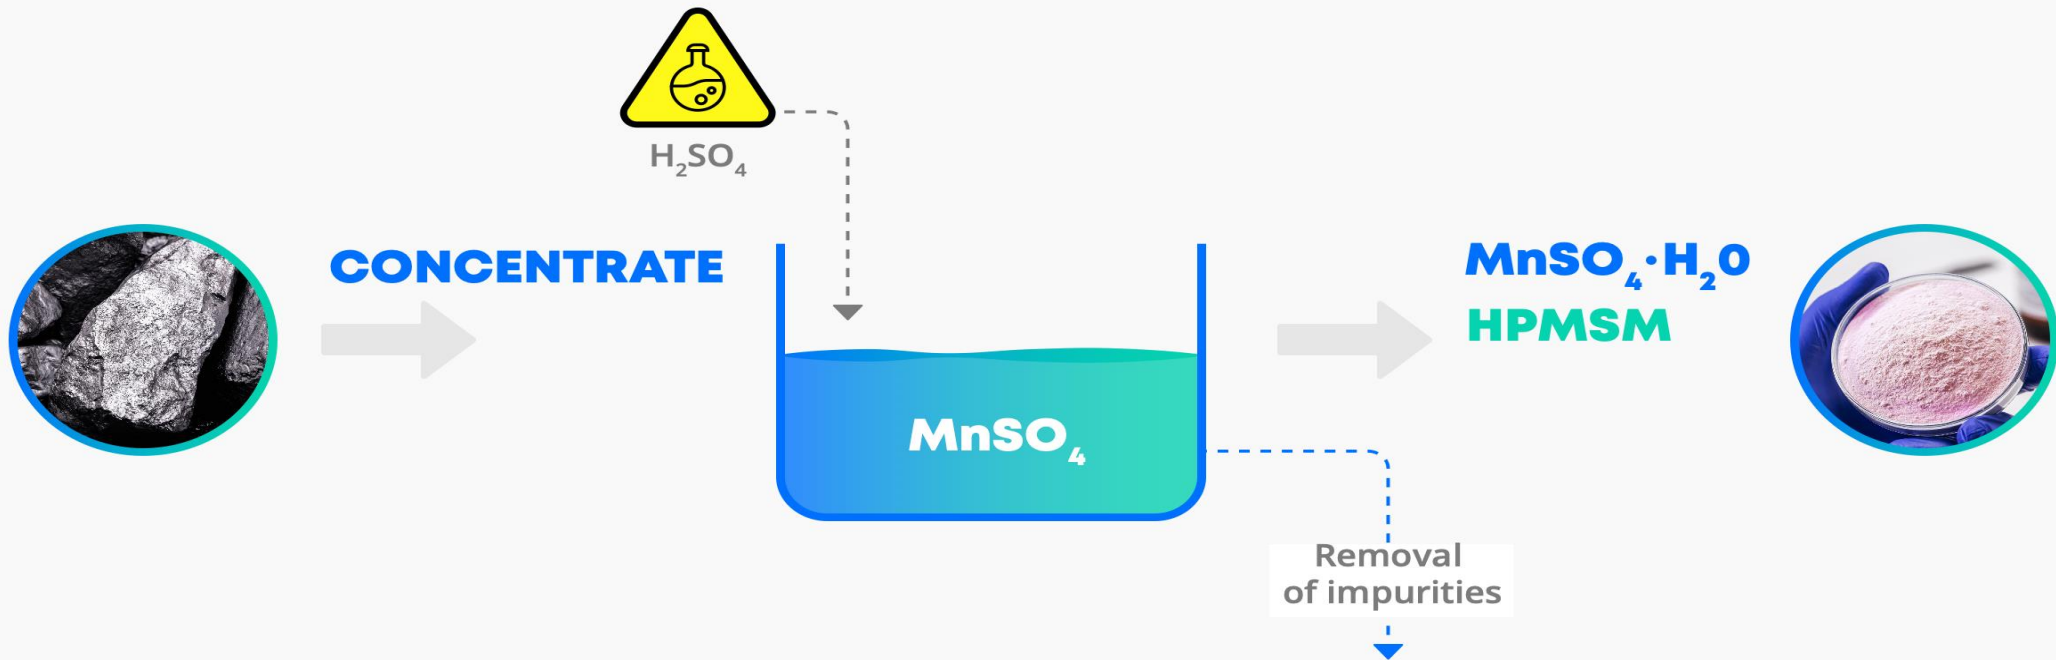 H₂SO₄
CONCENTRATE
MnSO₄
MnSO₄·H₂0
HPMSM
Removal
of impurities